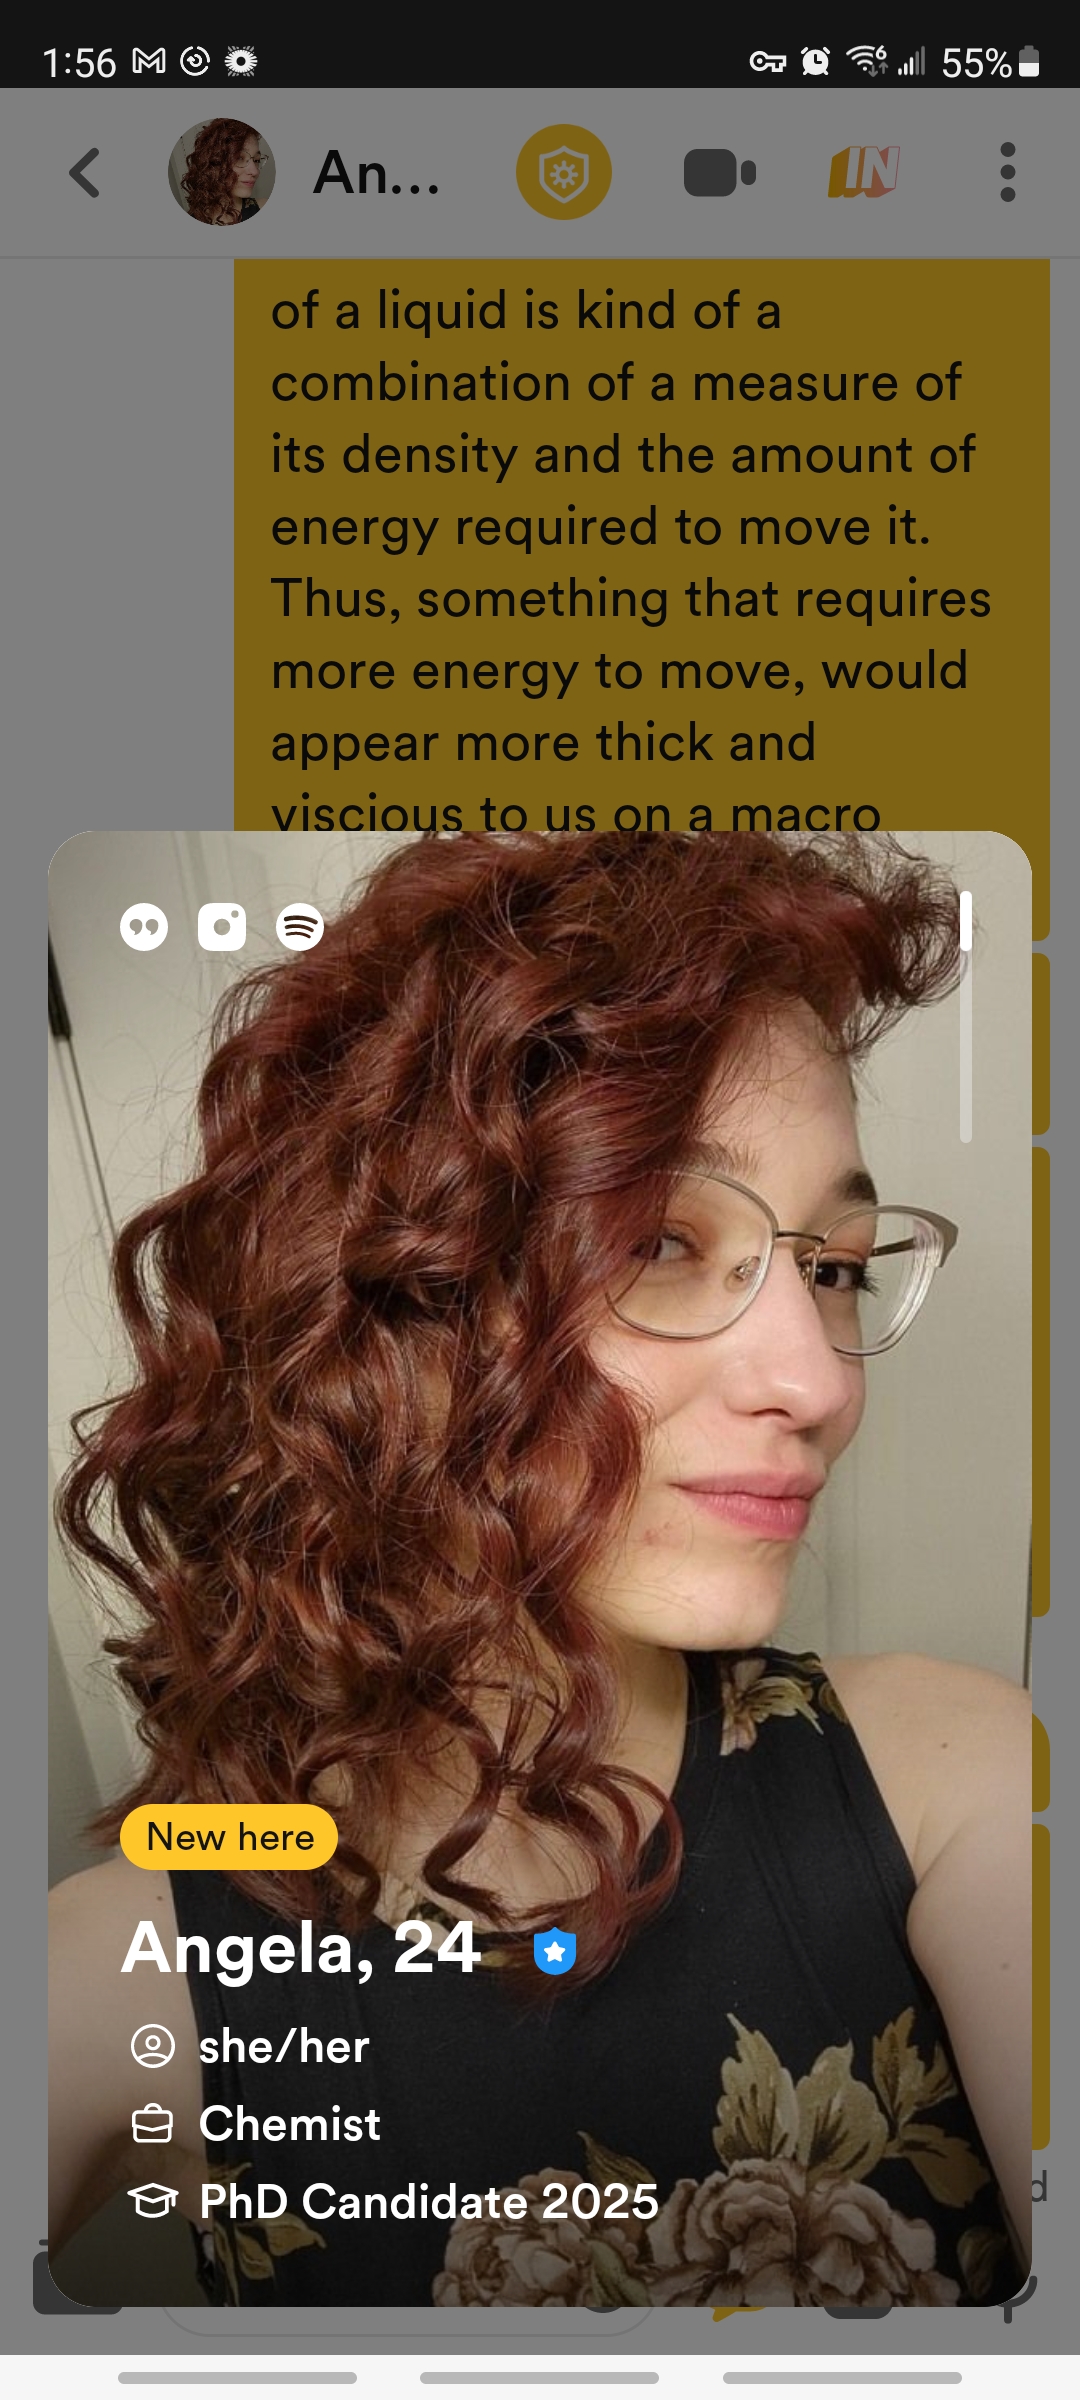 1:56
6
55%
An...
IN
of a liquid is kind of a
combination of a measure of
its density and the amount of
energy required to move it.
Thus, something that requires
more energy to move, would
appear more thick and
viscious to us on a macro
New here
Angela, 24
she/her
Chemist
PhD Candidate 2025